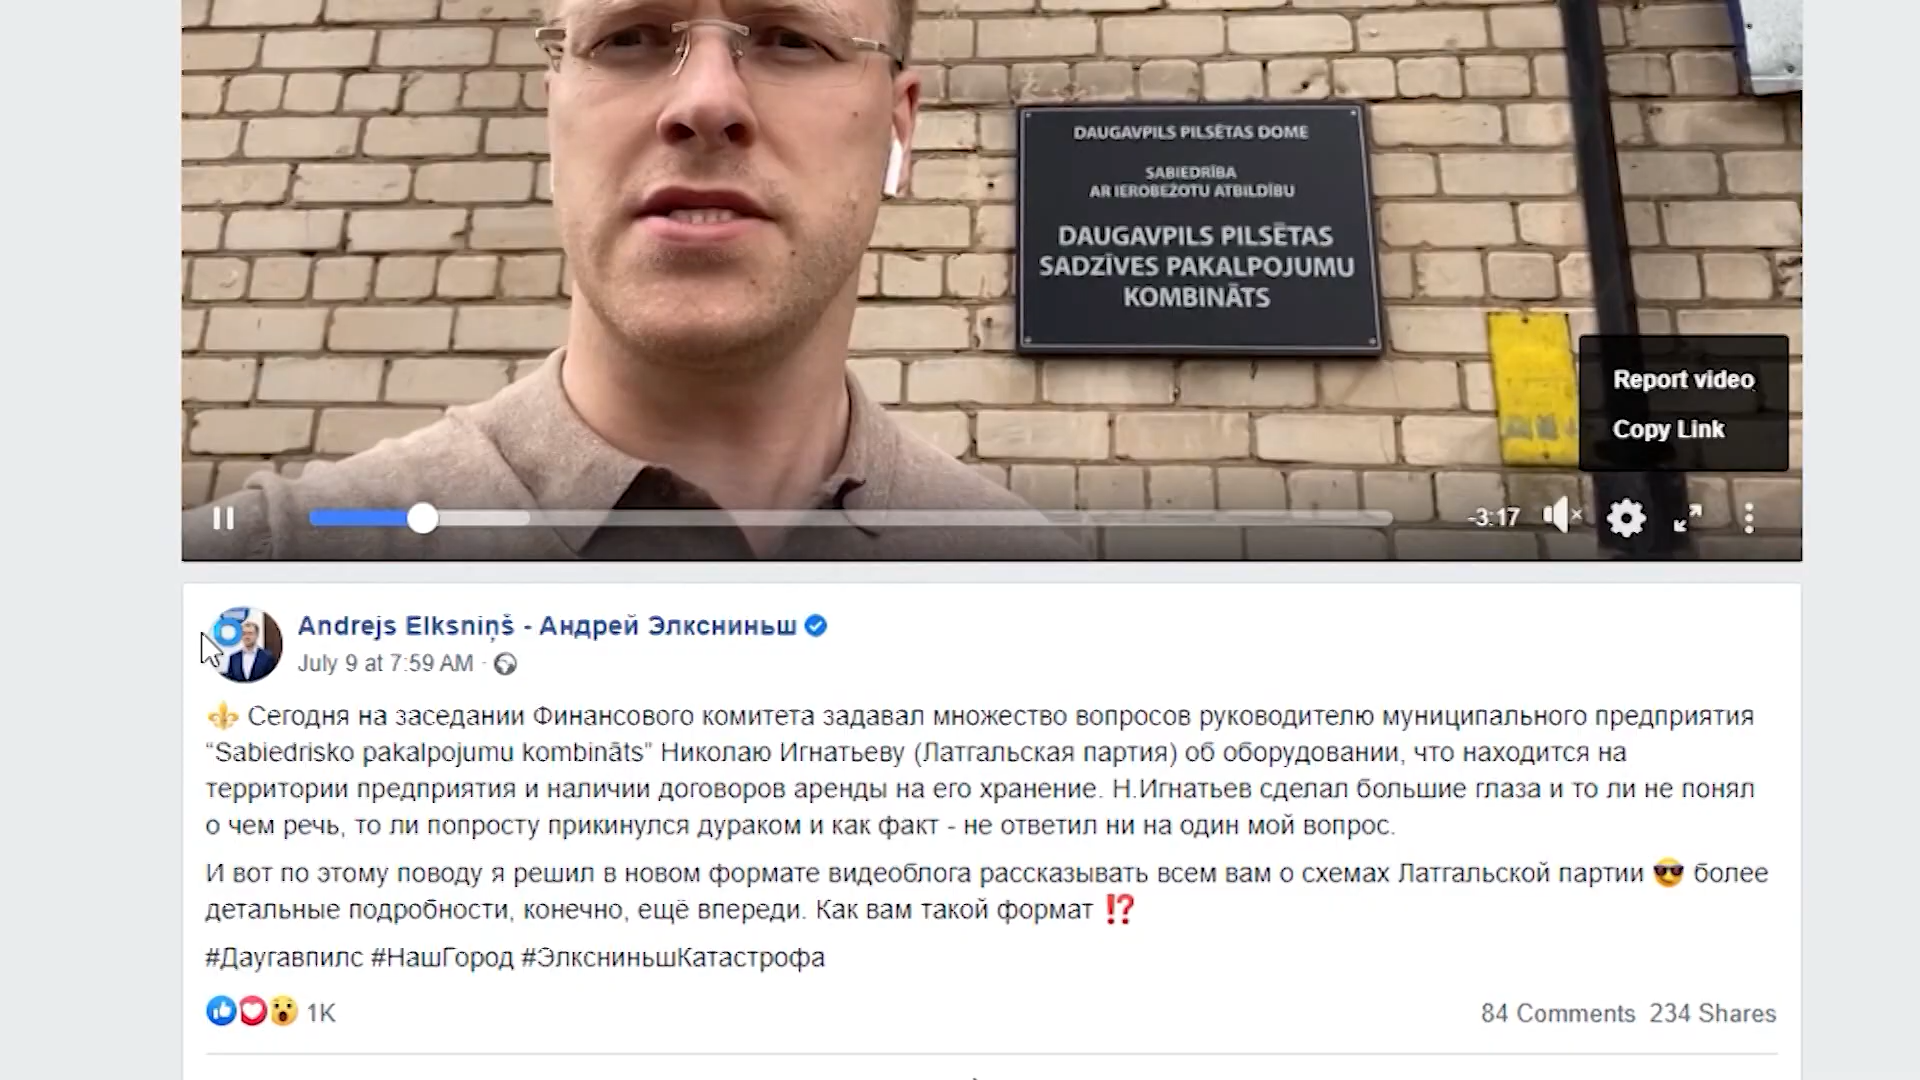 DAUGAVPILS PILSĒTAS DOME
SABIEDRĪBA
AR IEROBEŽOTU ATBILDĪBU
DAUGAVPILS PILSĒTAS
SADZĪVES PAKALPOJUMU
KOMBINĀTS
Report video
Copy Link
-3:17
Andrejs Elksniņš - Андрей Элксниньш
July 9 at 7:59 AM ·
Сегодня на заседании Финансового комитета задавал множество вопросов руководителю муниципального предприятия
“Sabiedrisko pakalpojumu kombināts” Николаю Игнатьеву (Латгальская партия) об оборудовании, что находится на
территории предприятия и наличии договоров аренды на его хранение. Н.Игнатьев сделал большие глаза и то ли не понял
о чем речь, то ли попросту прикинулся дураком и как факт - не ответил ни на один мой вопрос.
И вот по этому поводу я решил в новом формате видеоблога рассказывать всем вам о схемах Латгальской партии 😎 более
детальные подробности, конечно, ещё впереди. Как вам такой формат ⁉️
#Даугавпилс #НашГород #ЭлксниньшКатастрофа
1K
84 Comments 234 Shares